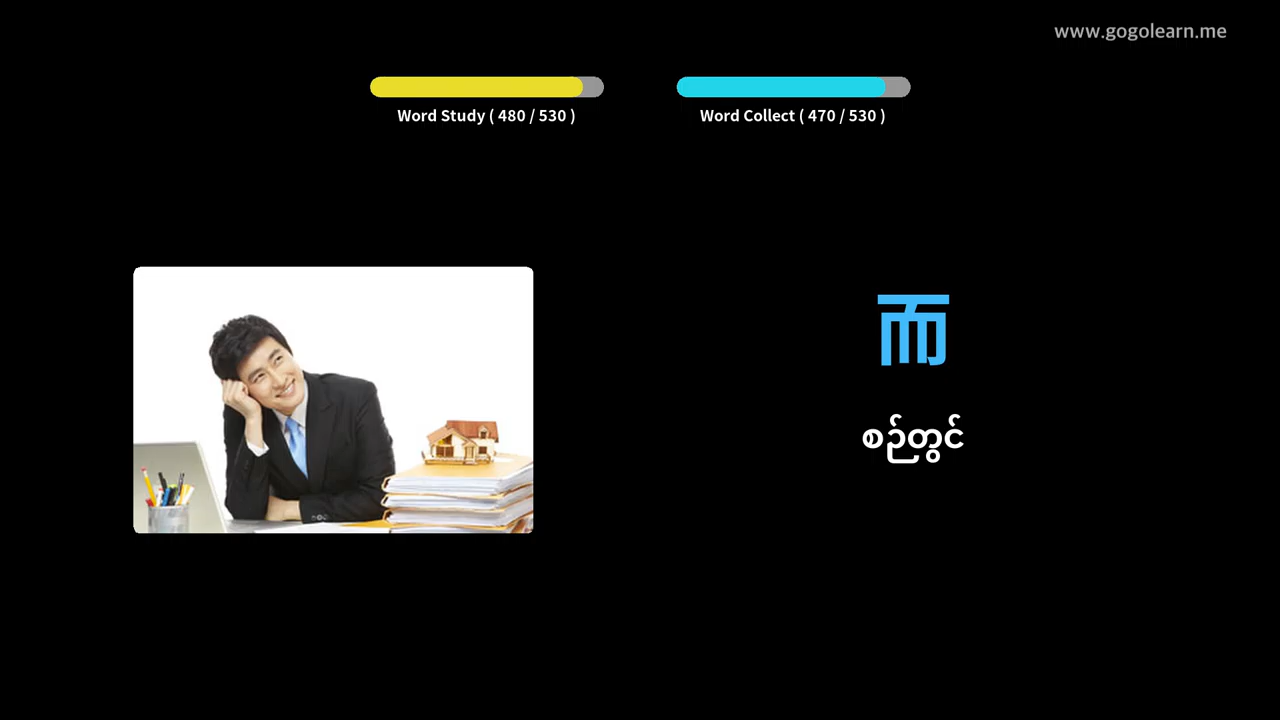 www.gogolearn.me
Word Study ( 480 / 530 )
Word Collect ( 470 / 530 )
而
စဉ်တွင်